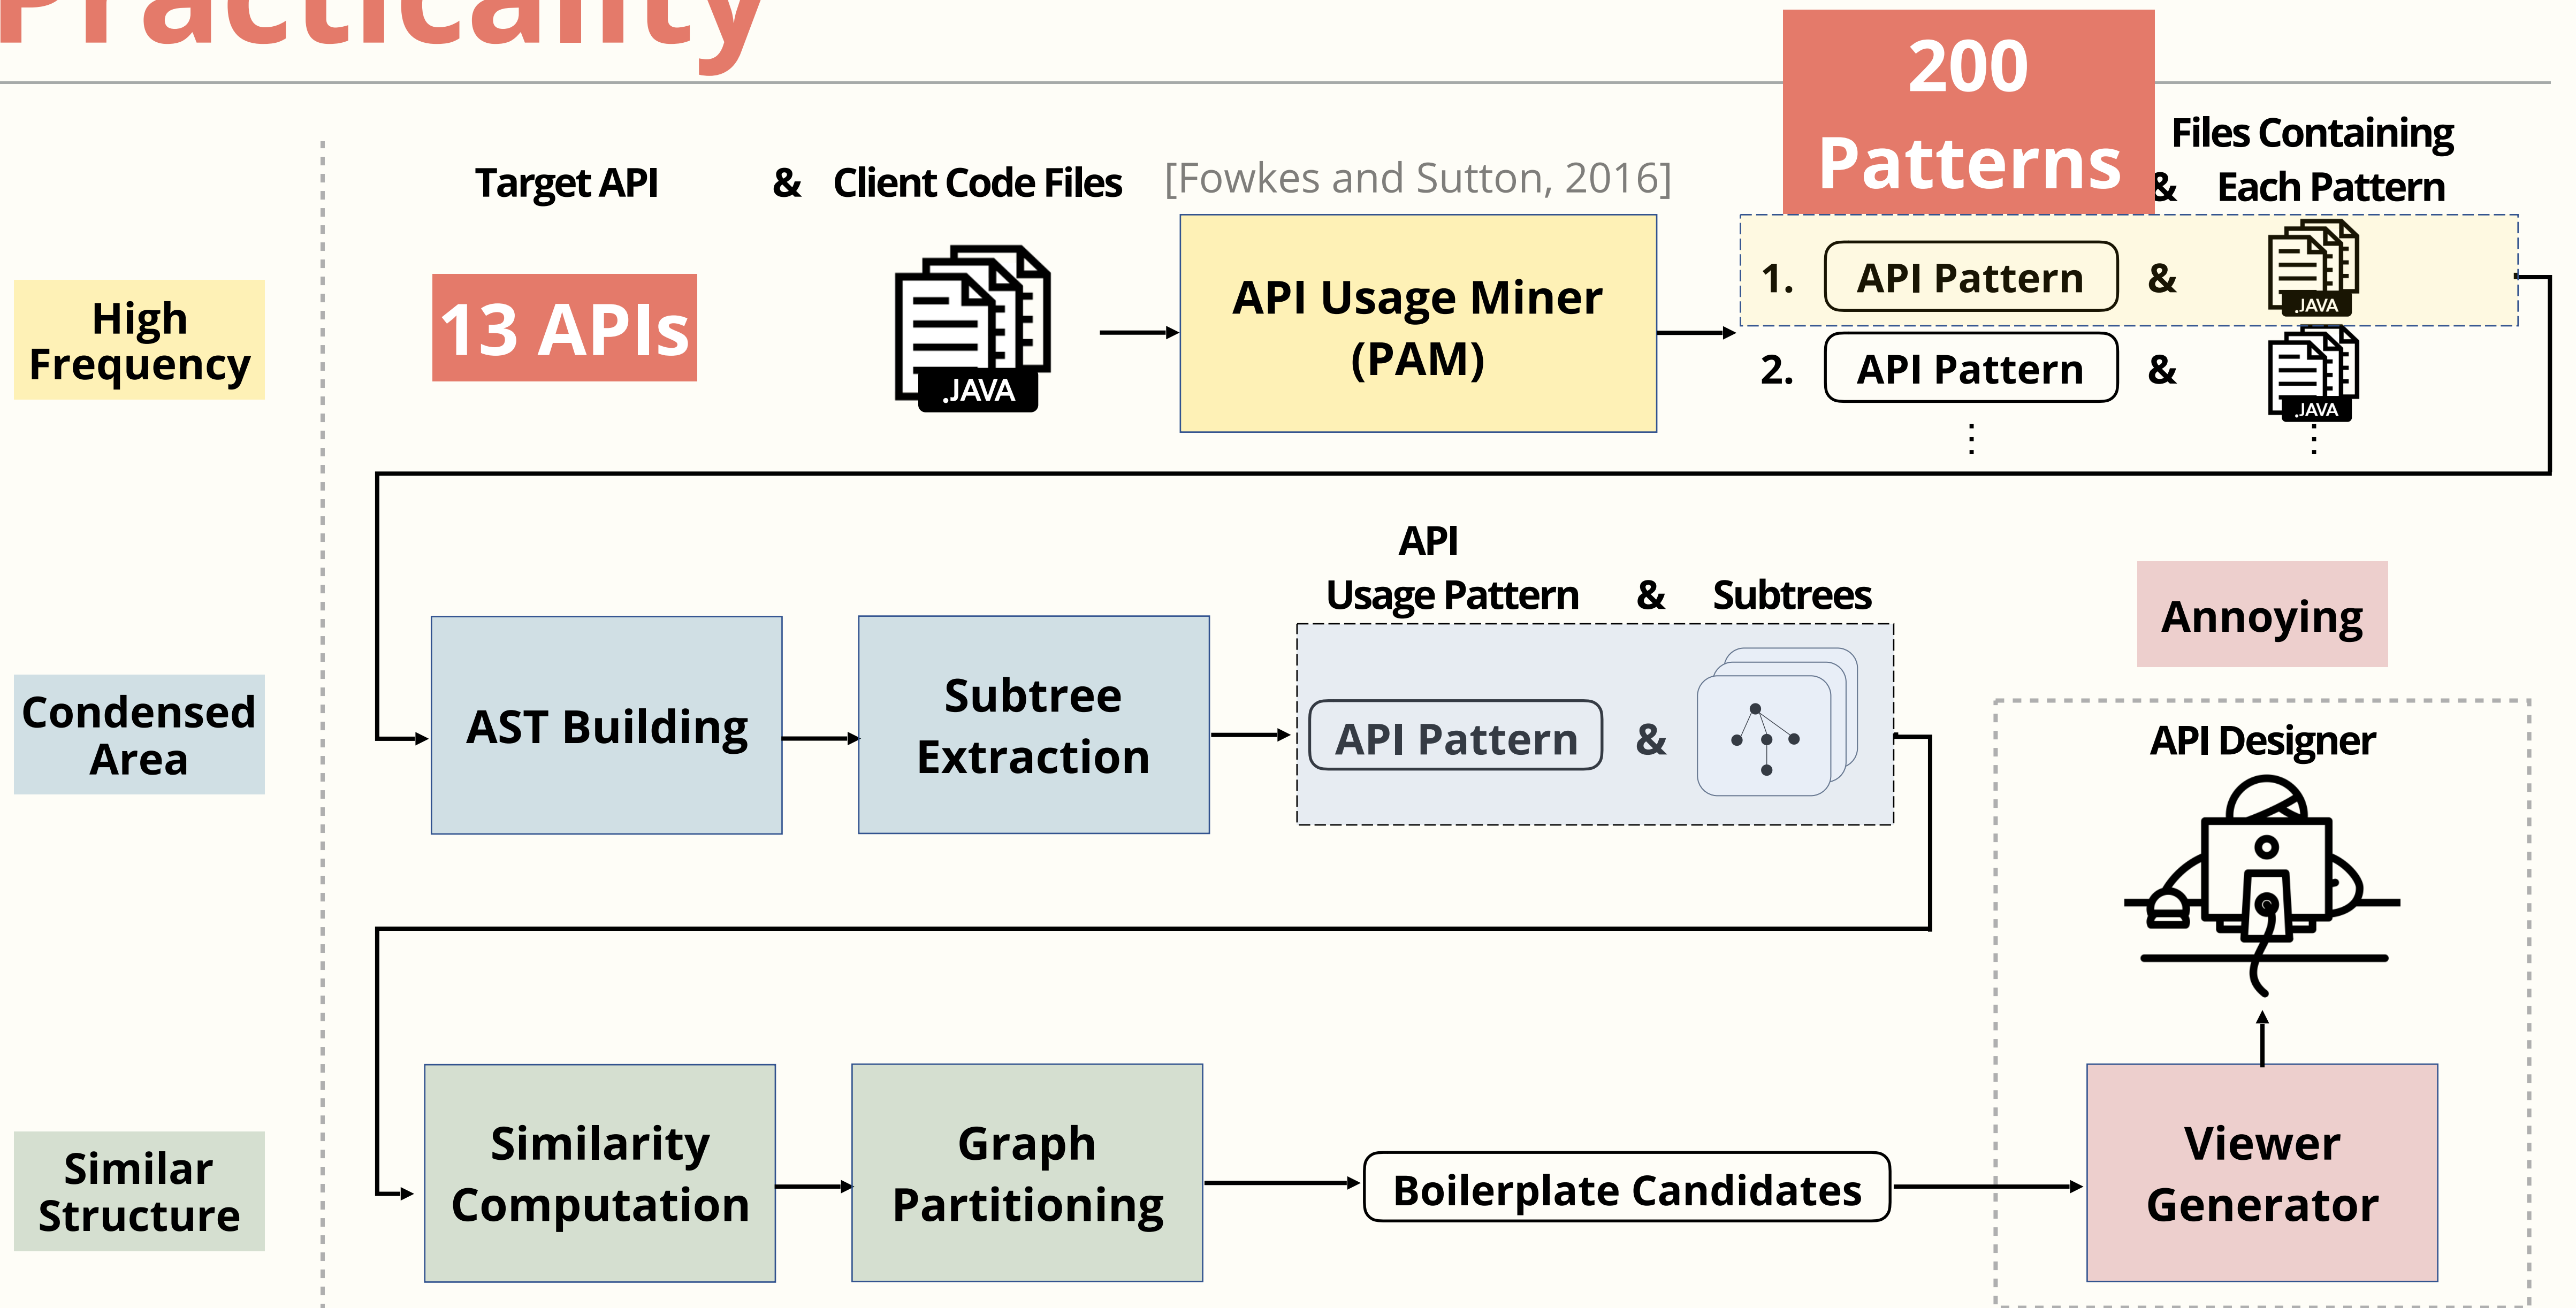 Practicality
200
Patterns
Target API & Client Code Files [Fowkes and Sutton, 2016]
Files Containing
& Each Pattern
High
Frequency
13 APIs
.JAVA
API Usage Miner
(PAM)
1. API Pattern &
.JAVA
2. API Pattern &
.JAVA
API
Usage Pattern & Subtrees
Annoying
Condensed
Area
AST Building
Subtree
Extraction
API Pattern &
API Designer
Similar
Structure
Similarity
Computation
Graph
Partitioning
Boilerplate Candidates
Viewer
Generator